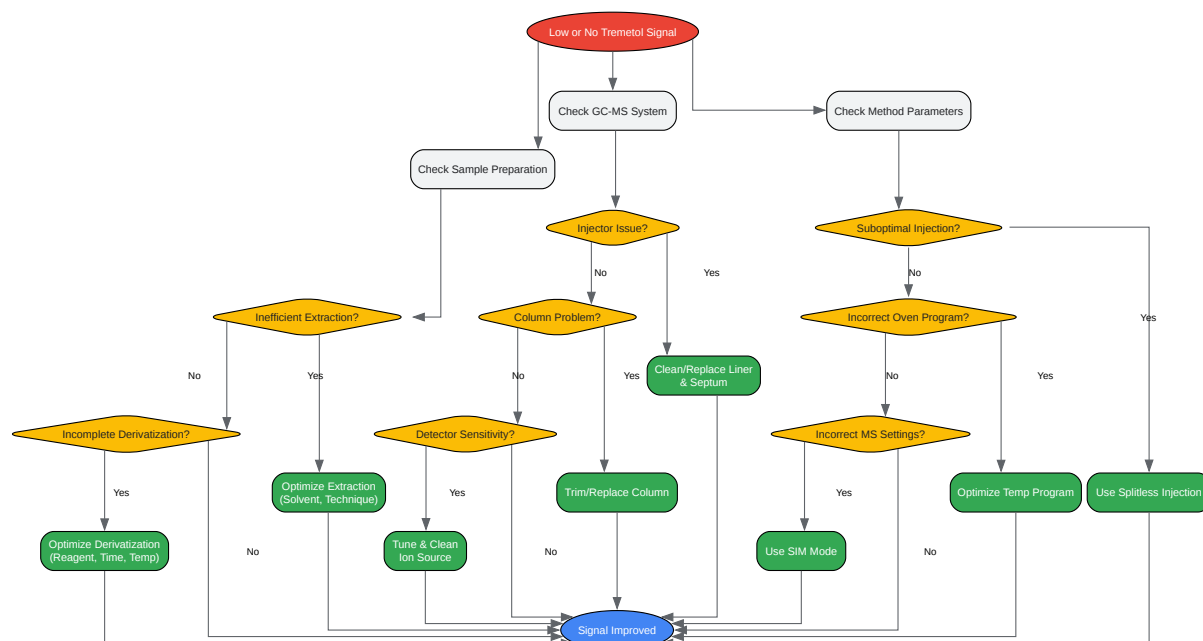 Low or No Tremetol Signal
Check GC-MS System
Check Method Parameters
Check Sample Preparation
Injector Issue?
Suboptimal Injection?
No
Yes
No
Inefficient Extraction?
Column Problem?
Incorrect Oven Program?
Yes
Clean/Replace Liner
& Septum
No
Yes
No
Yes
No
Yes
Incomplete Derivatization?
Detector Sensitivity?
Incorrect MS Settings?
Optimize Extraction
(Solvent, Technique)
Trim/Replace Column
Optimize Temp Program
Use Splitless Injection
Yes
Yes
Yes
Optimize Derivatization
(Reagent, Time, Temp)
No
Tune & Clean
Ion Source
No
Use SIM Mode
No
Signal Improved